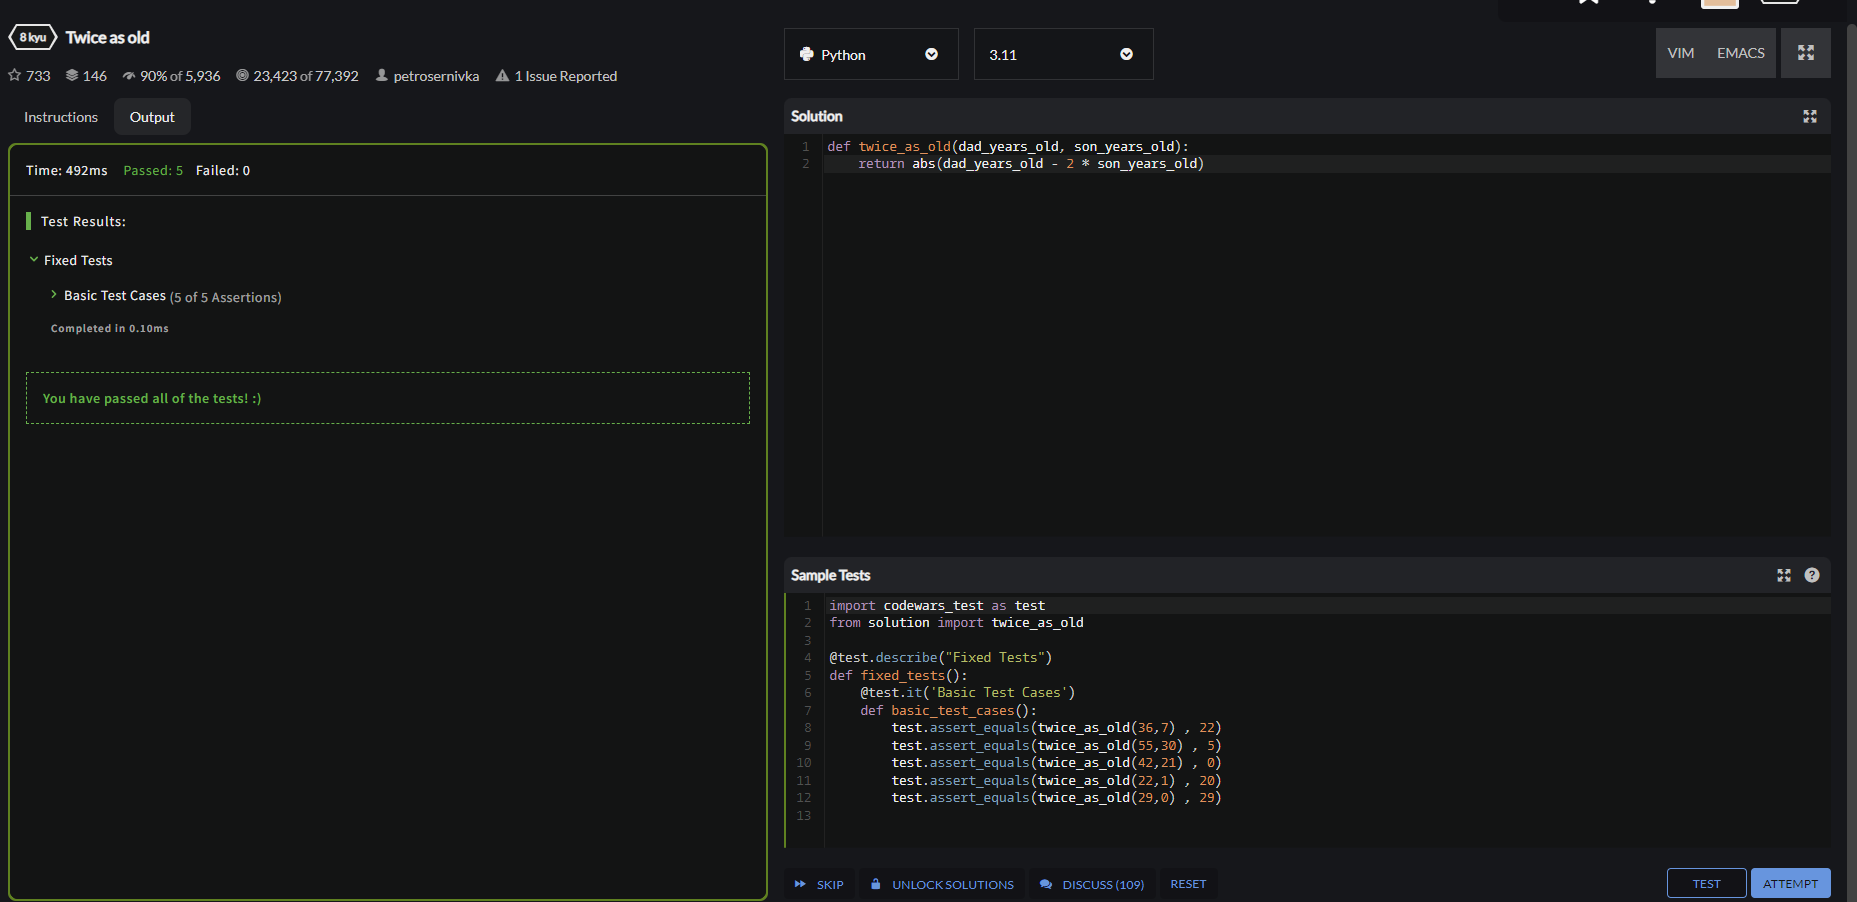 8 kyu Twice as old
733 146 90% of 5,936 23,423 of 77,392 petrosernivka 1 Issue Reported
Instructions Output
Time: 492ms Passed: 5 Failed: 0
Test Results:
Fixed Tests
Basic Test Cases (5 of 5 Assertions)
Completed in 0.10ms
You have passed all of the tests! :)
Python 3.11 VIM EMACS
Solution
1 def twice_as_old(dad_years_old, son_years_old):
2 return abs(dad_years_old - 2 * son_years_old)
Sample Tests ?
1 import codewars_test as test
2 from solution import twice_as_old
3
4 @test.describe("Fixed Tests")
5 def fixed_tests():
6 @test.it('Basic Test Cases')
7 def basic_test_cases():
8 test.assert_equals(twice_as_old(36,7) , 22)
9 test.assert_equals(twice_as_old(55,30) , 5)
10 test.assert_equals(twice_as_old(42,21) , 0)
11 test.assert_equals(twice_as_old(22,1) , 20)
12 test.assert_equals(twice_as_old(29,0) , 29)
13
SKIP UNLOCK SOLUTIONS DISCUSS (109) RESET TEST ATTEMPT